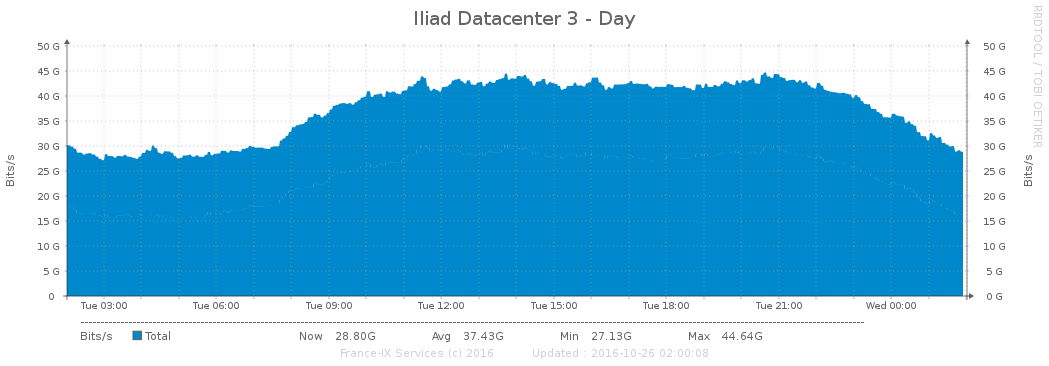 Iliad Datacenter 3 - Day
RRDTOOL / TOBI OETIKER
Bits/s
50 G 50 G
45 G 45 G
40 G 40 G
35 G 35 G
30 G 30 G
25 G 25 G
20 G 20 G
15 G 15 G
10 G 10 G
5 G 5 G
0 0 G
Bits/s
Tue 03:00 Tue 06:00 Tue 09:00 Tue 12:00 Tue 15:00 Tue 18:00 Tue 21:00 Wed 00:00
Bits/s Total Now 28.80G Avg 37.43G Min 27.13G Max 44.64G
France-IX Services (c) 2016 Updated : 2016-10-26 02:00:08